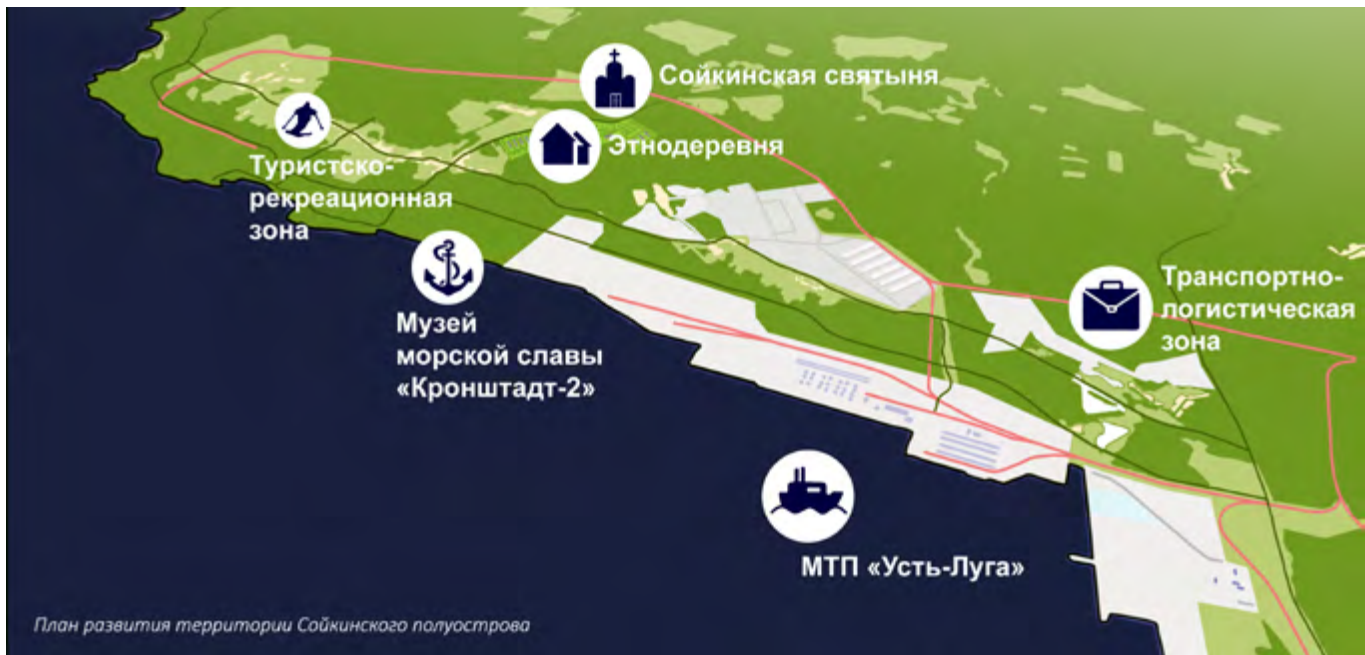 Сойкинская святыня
Этнодеревня
Туристско-
рекреационная
зона
Транспортно-
логистическая
зона
Музей
морской славы
«Кронштадт-2»
МТП «Усть-Луга»
План развития территории Сойкинского полуострова